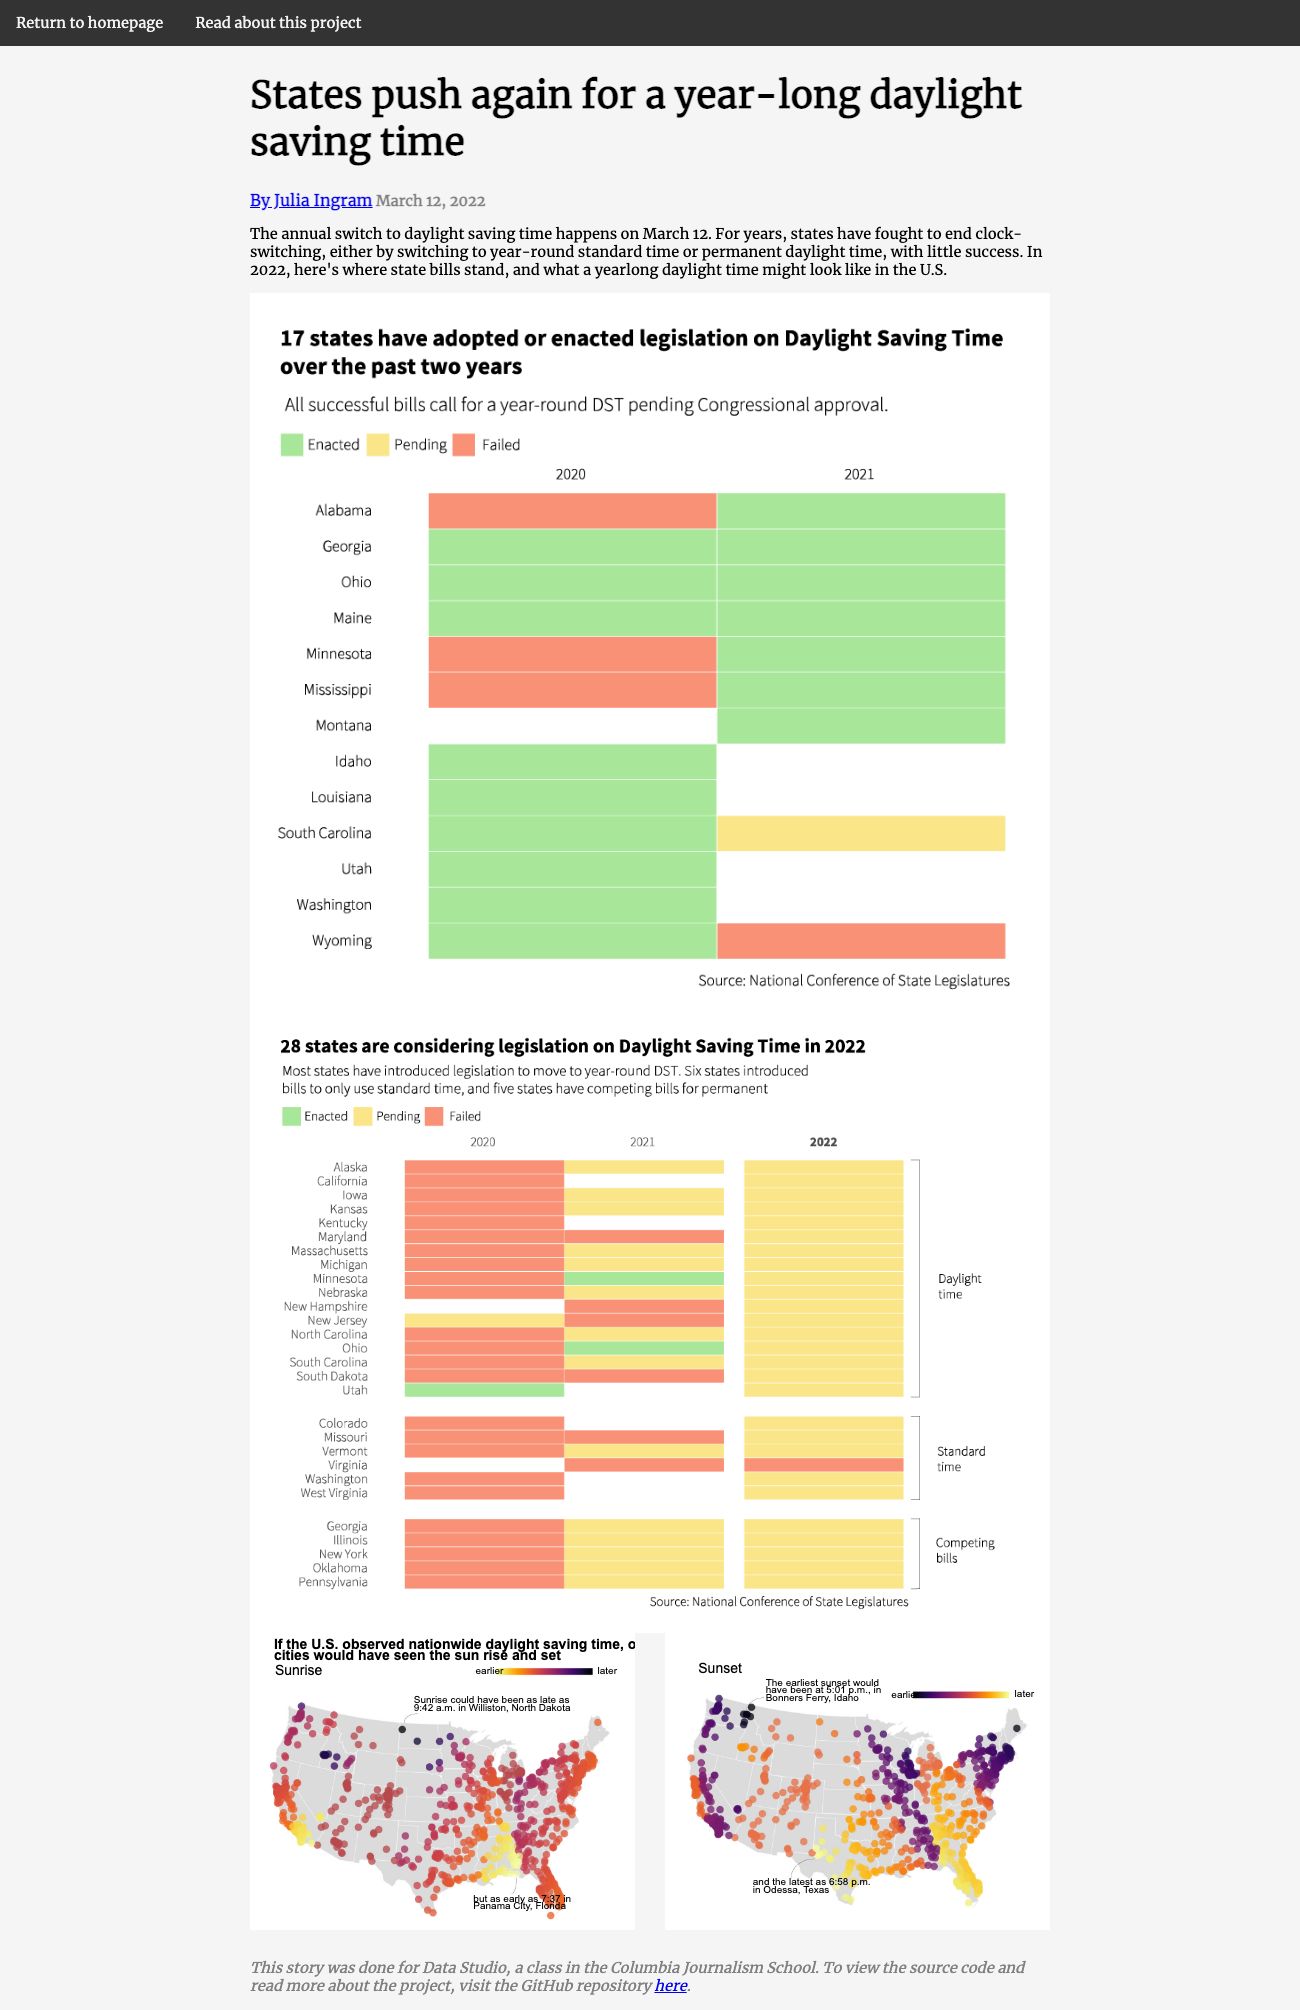 Return to homepage
Read about this project
States push again for a year-long daylight
saving time
By Julia Ingram March 12, 2022
The annual switch to daylight saving time happens on March 12. For years, states have fought to end clock-
switching, either by switching to year-round standard time or permanent daylight time, with little success. In
2022, here's where state bills stand, and what a yearlong daylight time might look like in the U.S.
17 states have adopted or enacted legislation on Daylight Saving Time
over the past two years
All successful bills call for a year-round DST pending Congressional approval.
Enacted Pending Failed
2020 2021
Alabama
Georgia
Ohio
Maine
Minnesota
Mississippi
Montana
Idaho
Louisiana
South Carolina
Utah
Washington
Wyoming
Source: National Conference of State Legislatures
28 states are considering legislation on Daylight Saving Time in 2022
Most states have introduced legislation to move to year-round DST. Six states introduced
bills to only use standard time, and five states have competing bills for permanent
Enacted Pending Failed
2020 2021 2022
Alaska
California
Iowa
Kansas
Kentucky
Maryland
Massachusetts
Michigan
Minnesota
Nebraska
New Hampshire
New Jersey
North Carolina
Ohio
South Carolina
South Dakota
Utah
Daylight
time
Colorado
Missouri
Vermont
Virginia
Washington
West Virginia
Standard
time
Georgia
Illinois
New York
Oklahoma
Pennsylvania
Competing
bills
Source: National Conference of State Legislatures
If the U.S. observed nationwide daylight saving time, o
cities would have seen the sun rise and set
Sunrise
earlier later
Sunrise could have been as late as
9:42 a.m. in Williston, North Dakota
but as early as 7:37 in
Panama City, Florida
Sunset
The earliest sunset would
have been at 5:01 p.m., in
Bonners Ferry, Idaho
earlier later
and the latest as 6:58 p.m.
in Odessa, Texas
This story was done for Data Studio, a class in the Columbia Journalism School. To view the source code and
read more about the project, visit the GitHub repository here.